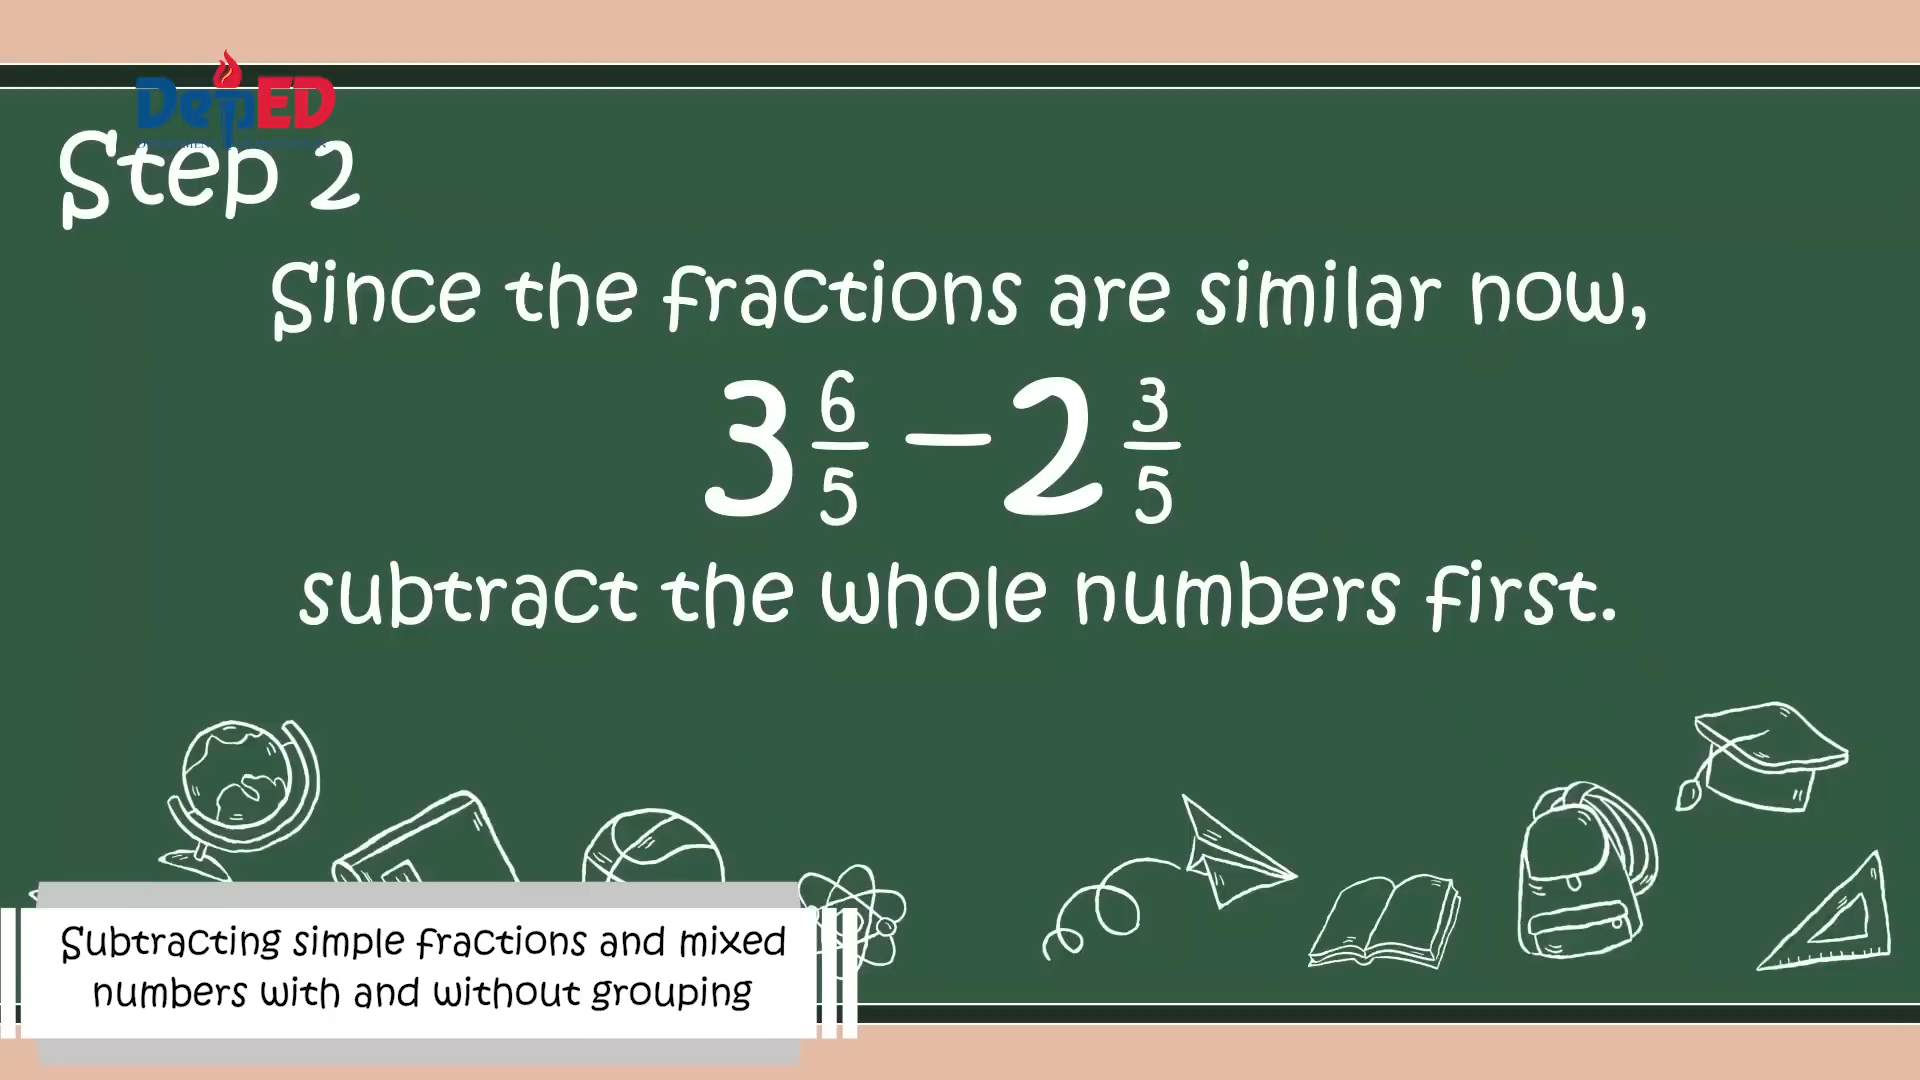 DepED
Step 2
Since the fractions are similar now,
3 6/5 – 2 3/5
subtract the whole numbers first.
Subtracting simple fractions and mixed
numbers with and without grouping